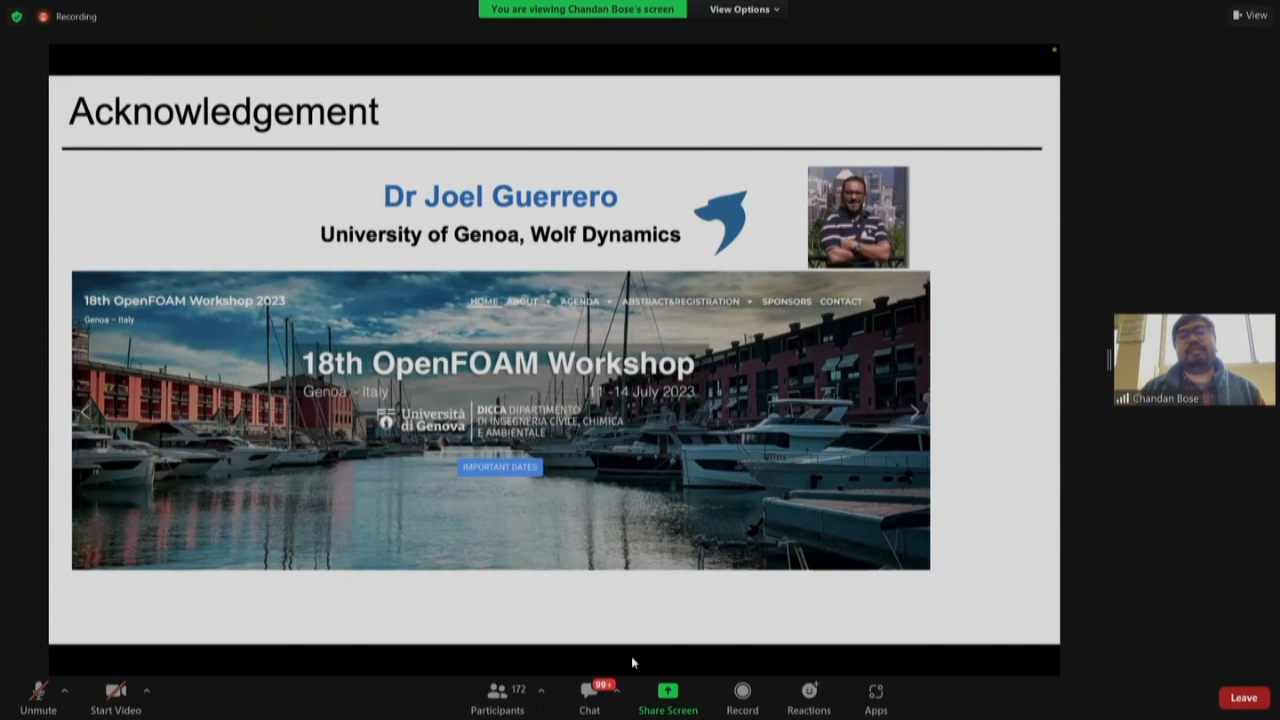 Recording
You are viewing Chandan Bose's screen
View Options
View
Acknowledgement
Dr Joel Guerrero
University of Genoa, Wolf Dynamics
18th OpenFOAM Workshop 2023
Genoa – Italy
HOME ABOUT AGENDA ABSTRACT&REGISTRATION SPONSORS CONTACT
18th OpenFOAM Workshop
Genoa - Italy
11 -14 July 2023
Università
di Genova
DICCA DIPARTIMENTO
DI INGEGNERIA CIVILE, CHIMICA
E AMBIENTALE
IMPORTANT DATES
Chandan Bose
Unmute
Start Video
172
Participants
99+
Chat
Share Screen
Record
Reactions
Apps
Leave